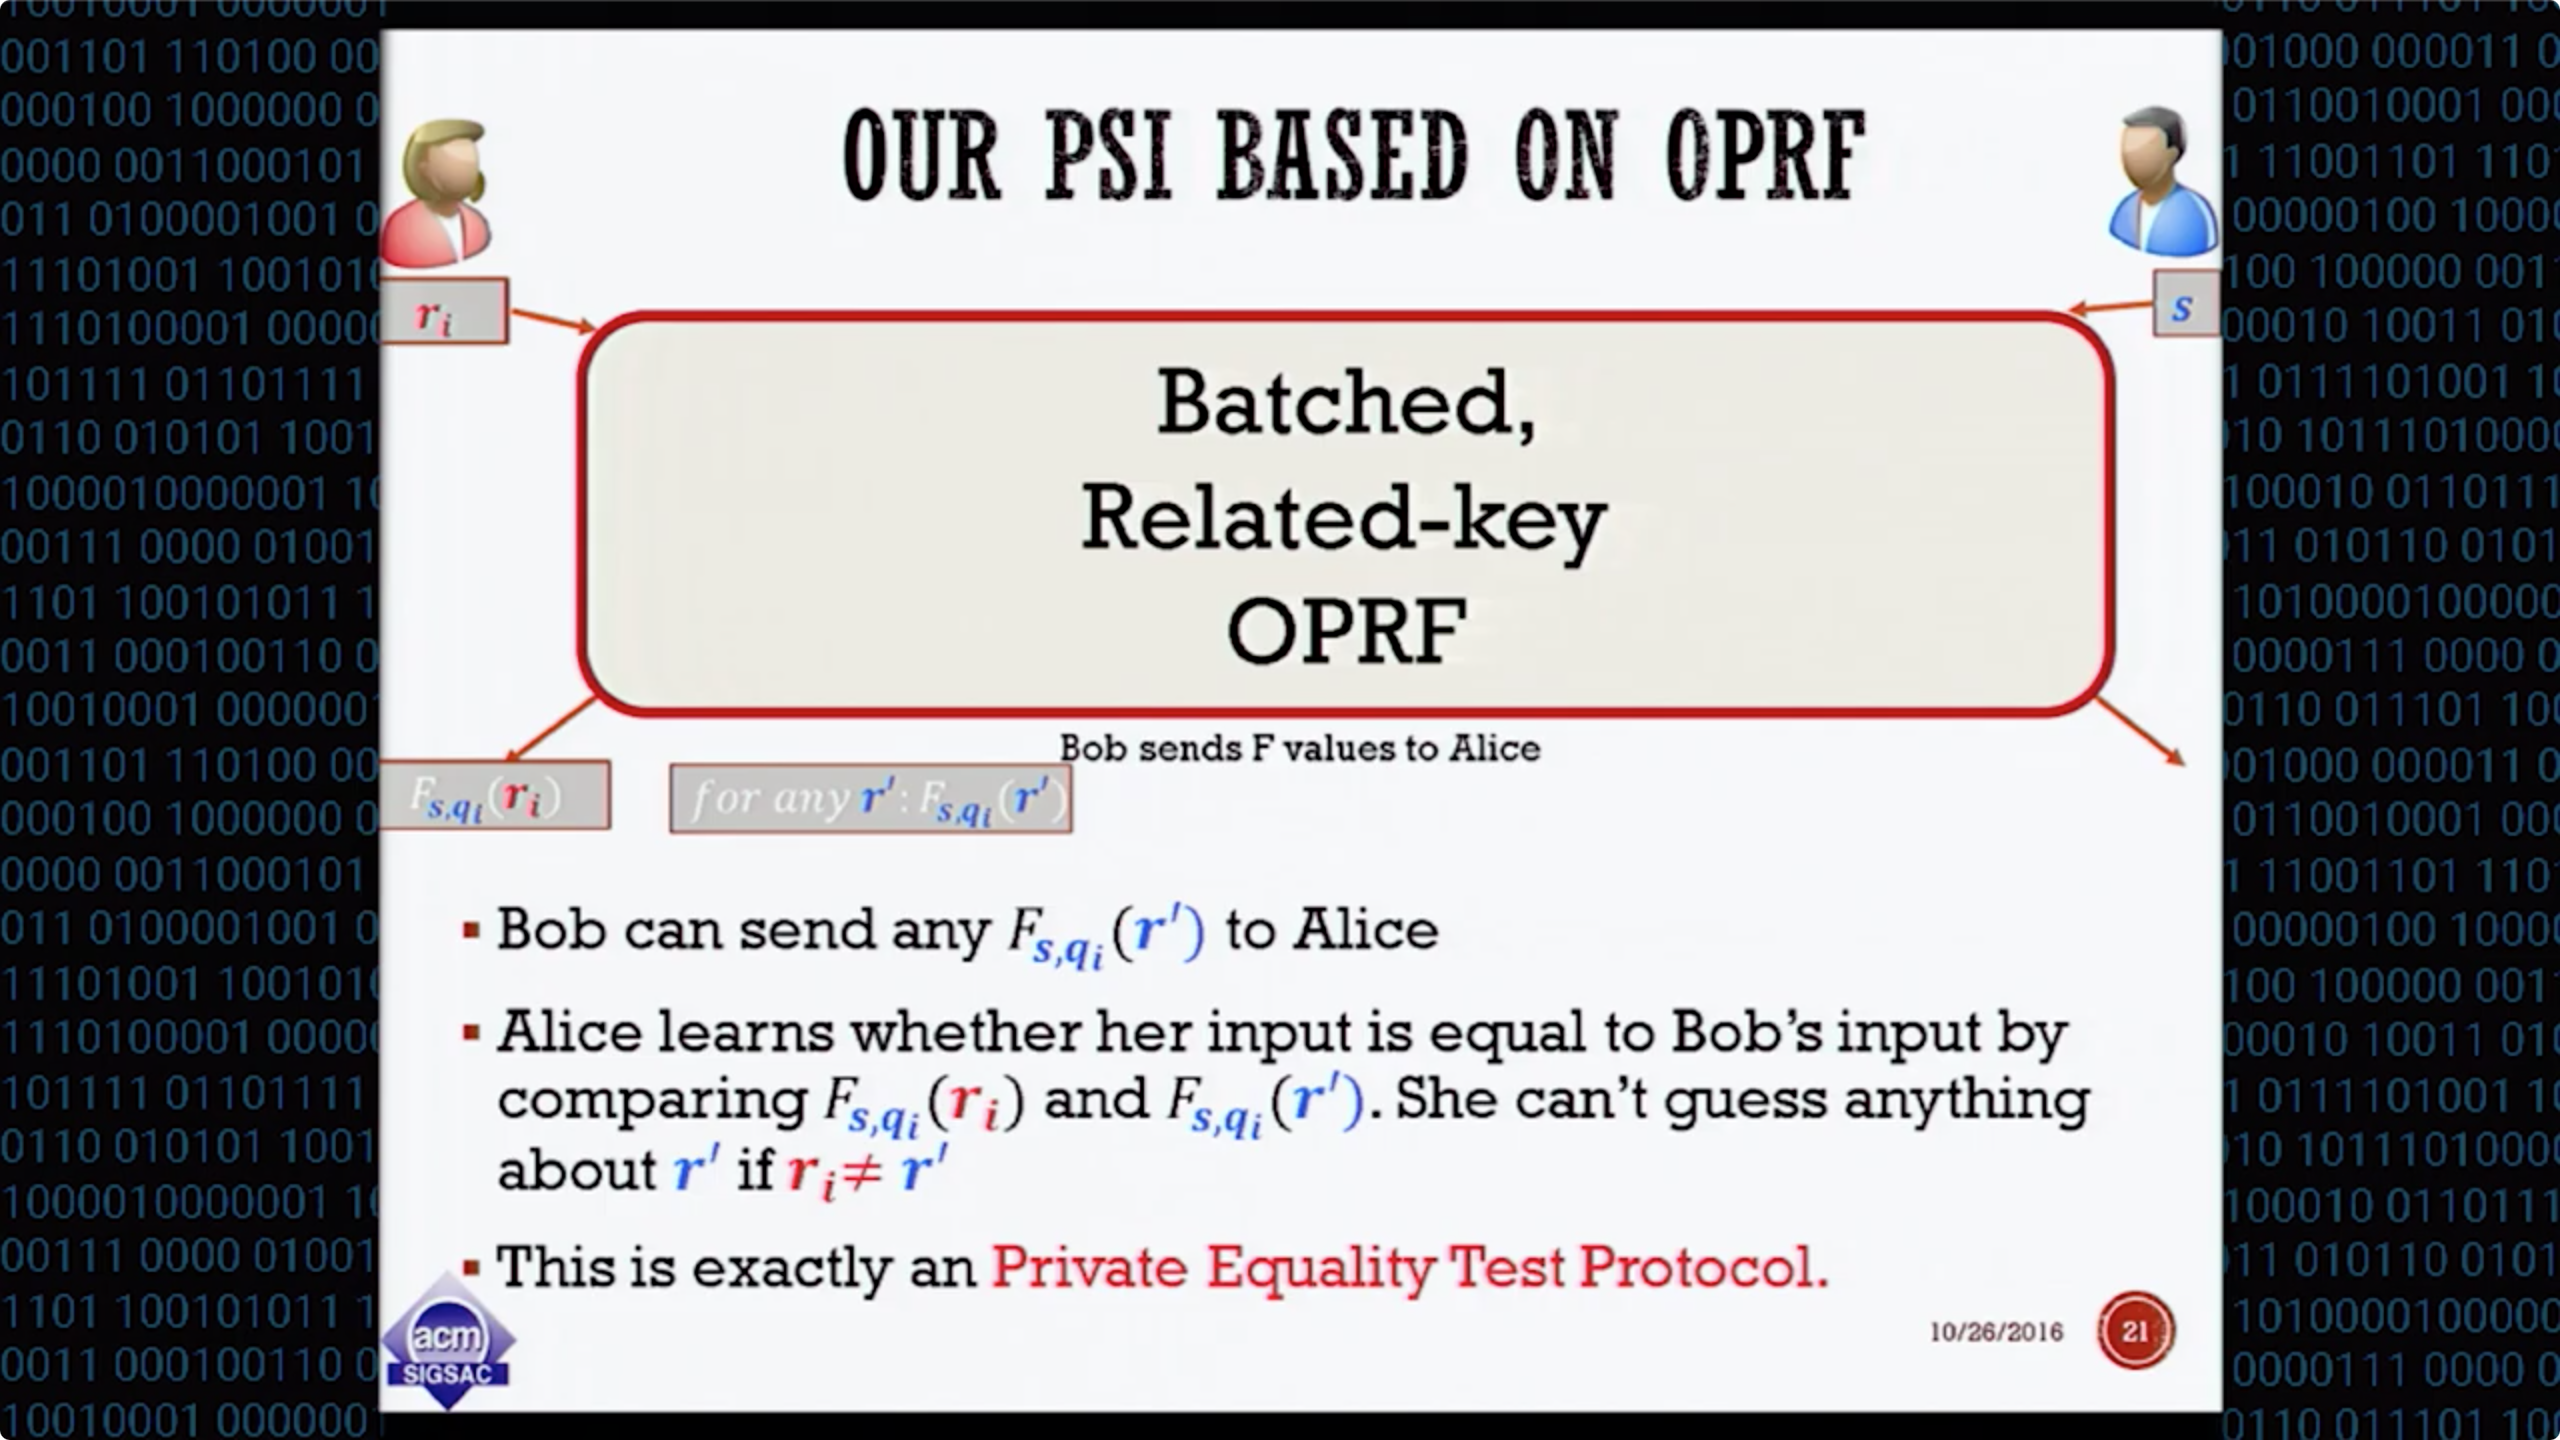 OUR PSI BASED ON OPRF
r_i
s
Batched,
Related-key
OPRF
Bob sends F values to Alice
F_{s,q_i}(r_i)
for any r′: F_{s,q_i}(r′)
▪ Bob can send any F_{s,q_i}(r′) to Alice
▪ Alice learns whether her input is equal to Bob’s input by
comparing F_{s,q_i}(r_i) and F_{s,q_i}(r′). She can’t guess anything
about r′ if r_i ≠ r′
▪ This is exactly an Private Equality Test Protocol.
acm
SIGSAC
10/26/2016
21